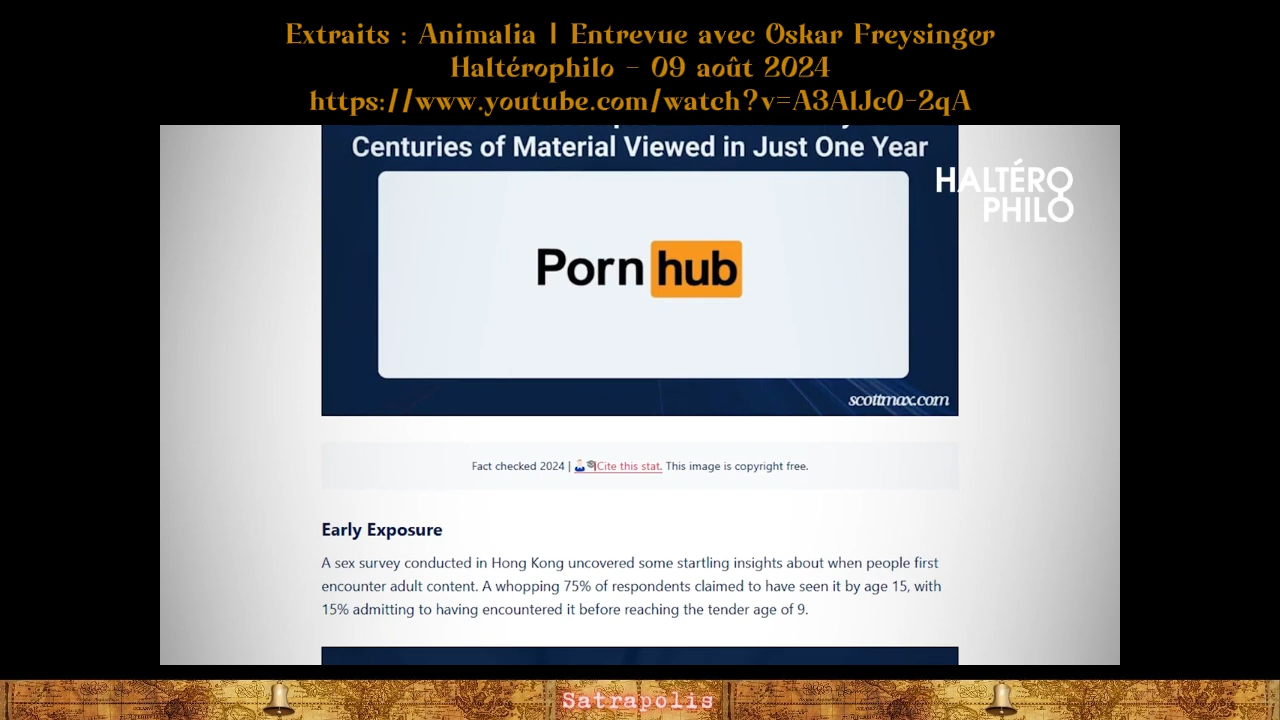 Extraits : Animalia | Entrevue avec Oskar Freysinger
Haltérophilo - 09 août 2024
https://www.youtube.com/watch?v=A3AlJc0-2qA
Centuries of Material Viewed in Just One Year
HALTÉRO
PHILO
Porn hub
scottmax.com
Fact checked 2024 | Cite this stat. This image is copyright free.
Early Exposure
A sex survey conducted in Hong Kong uncovered some startling insights about when people first
encounter adult content. A whopping 75% of respondents claimed to have seen it by age 15, with
15% admitting to having encountered it before reaching the tender age of 9.
Satrapolis